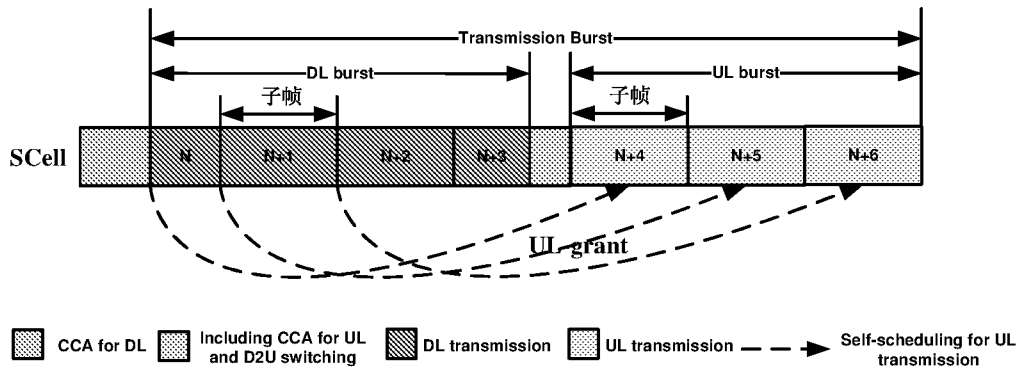 Transmission Burst
DL burst
UL burst
子帧
子帧
SCell
N
N+1
N+2
N+3
N+4
N+5
N+6
UL grant
CCA for DL
Including CCA for UL
and D2U switching
DL transmission
UL transmission
Self-scheduling for UL
transmission